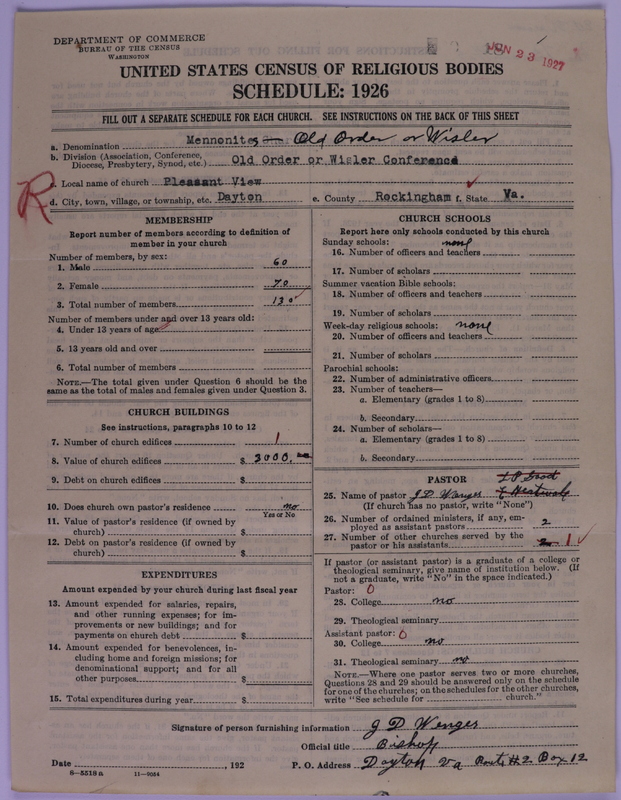 DEPARTMENT OF COMMERCE
BUREAU OF THE CENSUS
WASHINGTON
JUN 23 1927
UNITED STATES CENSUS OF RELIGIOUS BODIES
SCHEDULE: 1926
FILL OUT A SEPARATE SCHEDULE FOR EACH CHURCH. SEE INSTRUCTIONS ON THE BACK OF THIS SHEET
a. Denomination Mennonites Old Order or Wisler
b. Division (Association, Conference, Diocese, Presbytery, Synod, etc.) Old Order or Wisler Conference
c. Local name of church Pleasant View
R
d. City, town, village, or township, etc. Dayton e. County Rockingham f. State Va.
MEMBERSHIP
Report number of members according to definition of
member in your church
Number of members, by sex:
1. Male 60
2. Female 70
3. Total number of members 130
Number of members under and over 13 years old:
4. Under 13 years of age
5. 13 years old and over
6. Total number of members
NOTE.—The total given under Question 6 should be the
same as the total of males and females given under Question 3.
CHURCH BUILDINGS
See instructions, paragraphs 10 to 12
7. Number of church edifices 1
8. Value of church edifices $ 3000.
9. Debt on church edifices $
10. Does church own pastor's residence no
Yes or No
11. Value of pastor's residence (if owned by
church) $
12. Debt on pastor's residence (if owned by
church) $
EXPENDITURES
Amount expended by your church during last fiscal year
13. Amount expended for salaries, repairs,
and other running expenses; for im-
provements or new buildings; and for
payments on church debt $
14. Amount expended for benevolences, in-
cluding home and foreign missions; for
denominational support; and for all
other purposes $
15. Total expenditures during year $
CHURCH SCHOOLS
Report here only schools conducted by this church
Sunday schools: none
16. Number of officers and teachers
17. Number of scholars
Summer vacation Bible schools:
18. Number of officers and teachers
19. Number of scholars
Week-day religious schools: none
20. Number of officers and teachers
21. Number of scholars
Parochial schools:
22. Number of administrative officers
23. Number of teachers—
a. Elementary (grades 1 to 8)
b. Secondary
24. Number of scholars—
a. Elementary (grades 1 to 8)
b. Secondary
PASTOR
25. Name of pastor J D Wenger
(If church has no pastor, write "None")
26. Number of ordained ministers, if any, em-
ployed as assistant pastors 2
27. Number of other churches served by the
pastor or his assistants 2 1
If pastor (or assistant pastor) is a graduate of a college or
theological seminary, give name of institution below. (If
not a graduate, write "No" in the space indicated.)
Pastor: 0
28. College no
29. Theological seminary
Assistant pastor: 0
30. College no
31. Theological seminary no
NOTE.—Where one pastor serves two or more churches,
Questions 28 and 29 should be answered only on the schedule
for one of the churches; on the schedules for the other churches,
write "See schedule for church."
Signature of person furnishing information J D Wenger
Official title Bishop
Date , 192 P. O. Address Dayton Va Route #2 Box 12
8-5518 a 11-9054